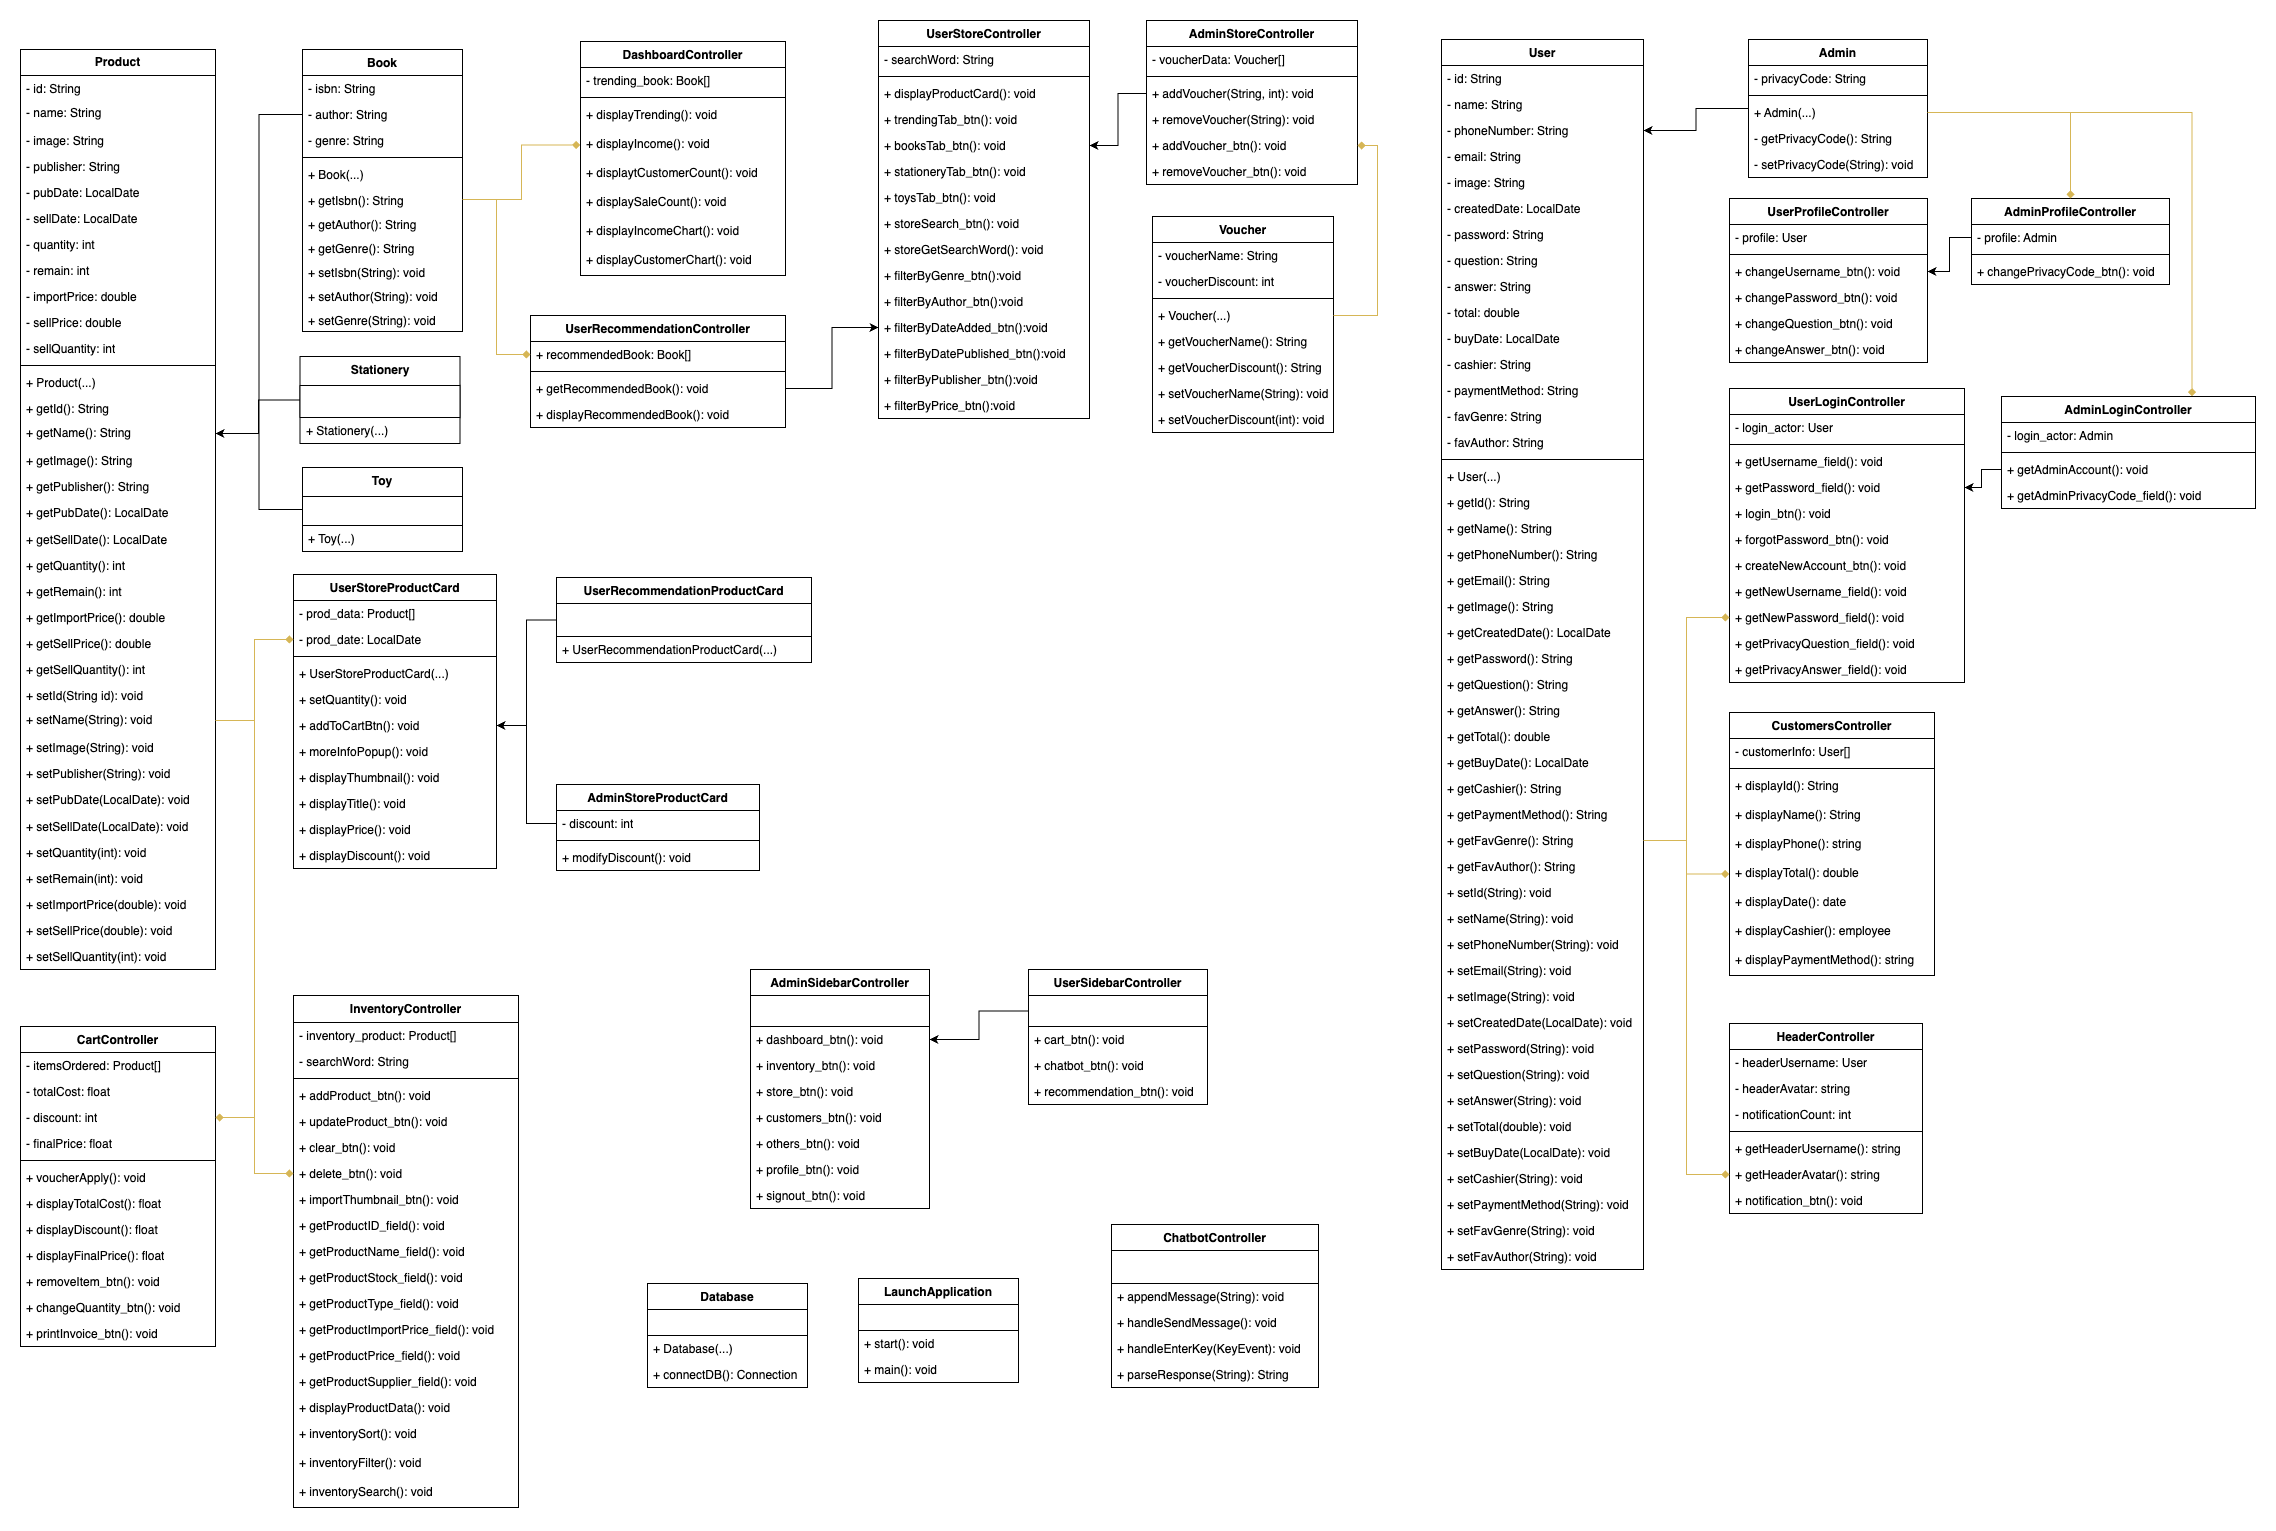 Product
- id: String
- name: String
- image: String
- publisher: String
- pubDate: LocalDate
- sellDate: LocalDate
- quantity: int
- remain: int
- importPrice: double
- sellPrice: double
- sellQuantity: int
+ Product(...)
+ getId(): String
+ getName(): String
+ getImage(): String
+ getPublisher(): String
+ getPubDate(): LocalDate
+ getSellDate(): LocalDate
+ getQuantity(): int
+ getRemain(): int
+ getImportPrice(): double
+ getSellPrice(): double
+ getSellQuantity(): int
+ setId(String id): void
+ setName(String): void
+ setImage(String): void
+ setPublisher(String): void
+ setPubDate(LocalDate): void
+ setSellDate(LocalDate): void
+ setQuantity(int): void
+ setRemain(int): void
+ setImportPrice(double): void
+ setSellPrice(double): void
+ setSellQuantity(int): void
CartController
- itemsOrdered: Product[]
- totalCost: float
- discount: int
- finalPrice: float
+ voucherApply(): void
+ displayTotalCost(): float
+ displayDiscount(): float
+ displayFinalPrice(): float
+ removeItem_btn(): void
+ changeQuantity_btn(): void
+ printInvoice_btn(): void
Book
- isbn: String
- author: String
- genre: String
+ Book(...)
+ getIsbn(): String
+ getAuthor(): String
+ getGenre(): String
+ setIsbn(String): void
+ setAuthor(String): void
+ setGenre(String): void
Stationery
+ Stationery(...)
Toy
+ Toy(...)
UserStoreProductCard
- prod_data: Product[]
- prod_date: LocalDate
+ UserStoreProductCard(...)
+ setQuantity(): void
+ addToCartBtn(): void
+ moreInfoPopup(): void
+ displayThumbnail(): void
+ displayTitle(): void
+ displayPrice(): void
+ displayDiscount(): void
InventoryController
- inventory_product: Product[]
- searchWord: String
+ addProduct_btn(): void
+ updateProduct_btn(): void
+ clear_btn(): void
+ delete_btn(): void
+ importThumbnail_btn(): void
+ getProductID_field(): void
+ getProductName_field(): void
+ getProductStock_field(): void
+ getProductType_field(): void
+ getProductImportPrice_field(): void
+ getProductPrice_field(): void
+ getProductSupplier_field(): void
+ displayProductData(): void
+ inventorySort(): void
+ inventoryFilter(): void
+ inventorySearch(): void
DashboardController
- trending_book: Book[]
+ displayTrending(): void
+ displayIncome(): void
+ displaytCustomerCount(): void
+ displaySaleCount(): void
+ displayIncomeChart(): void
+ displayCustomerChart(): void
UserRecommendationController
+ recommendedBook: Book[]
+ getRecommendedBook(): void
+ displayRecommendedBook(): void
UserRecommendationProductCard
+ UserRecommendationProductCard(...)
AdminStoreProductCard
- discount: int
+ modifyDiscount(): void
UserStoreController
- searchWord: String
+ displayProductCard(): void
+ trendingTab_btn(): void
+ booksTab_btn(): void
+ stationeryTab_btn(): void
+ toysTab_btn(): void
+ storeSearch_btn(): void
+ storeGetSearchWord(): void
+ filterByGenre_btn():void
+ filterByAuthor_btn():void
+ filterByDateAdded_btn():void
+ filterByDatePublished_btn():void
+ filterByPublisher_btn():void
+ filterByPrice_btn():void
AdminStoreController
- voucherData: Voucher[]
+ addVoucher(String, int): void
+ removeVoucher(String): void
+ addVoucher_btn(): void
+ removeVoucher_btn(): void
Voucher
- voucherName: String
- voucherDiscount: int
+ Voucher(...)
+ getVoucherName(): String
+ getVoucherDiscount(): String
+ setVoucherName(String): void
+ setVoucherDiscount(int): void
AdminSidebarController
+ dashboard_btn(): void
+ inventory_btn(): void
+ store_btn(): void
+ customers_btn(): void
+ others_btn(): void
+ profile_btn(): void
+ signout_btn(): void
UserSidebarController
+ cart_btn(): void
+ chatbot_btn(): void
+ recommendation_btn(): void
Database
+ Database(...)
+ connectDB(): Connection
LaunchApplication
+ start(): void
+ main(): void
ChatbotController
+ appendMessage(String): void
+ handleSendMessage(): void
+ handleEnterKey(KeyEvent): void
+ parseResponse(String): String
User
- id: String
- name: String
- phoneNumber: String
- email: String
- image: String
- createdDate: LocalDate
- password: String
- question: String
- answer: String
- total: double
- buyDate: LocalDate
- cashier: String
- paymentMethod: String
- favGenre: String
- favAuthor: String
+ User(...)
+ getId(): String
+ getName(): String
+ getPhoneNumber(): String
+ getEmail(): String
+ getImage(): String
+ getCreatedDate(): LocalDate
+ getPassword(): String
+ getQuestion(): String
+ getAnswer(): String
+ getTotal(): double
+ getBuyDate(): LocalDate
+ getCashier(): String
+ getPaymentMethod(): String
+ getFavGenre(): String
+ getFavAuthor(): String
+ setId(String): void
+ setName(String): void
+ setPhoneNumber(String): void
+ setEmail(String): void
+ setImage(String): void
+ setCreatedDate(LocalDate): void
+ setPassword(String): void
+ setQuestion(String): void
+ setAnswer(String): void
+ setTotal(double): void
+ setBuyDate(LocalDate): void
+ setCashier(String): void
+ setPaymentMethod(String): void
+ setFavGenre(String): void
+ setFavAuthor(String): void
Admin
- privacyCode: String
+ Admin(...)
- getPrivacyCode(): String
- setPrivacyCode(String): void
UserProfileController
- profile: User
+ changeUsername_btn(): void
+ changePassword_btn(): void
+ changeQuestion_btn(): void
+ changeAnswer_btn(): void
AdminProfileController
- profile: Admin
+ changePrivacyCode_btn(): void
UserLoginController
- login_actor: User
+ getUsername_field(): void
+ getPassword_field(): void
+ login_btn(): void
+ forgotPassword_btn(): void
+ createNewAccount_btn(): void
+ getNewUsername_field(): void
+ getNewPassword_field(): void
+ getPrivacyQuestion_field(): void
+ getPrivacyAnswer_field(): void
AdminLoginController
- login_actor: Admin
+ getAdminAccount(): void
+ getAdminPrivacyCode_field(): void
CustomersController
- customerInfo: User[]
+ displayId(): String
+ displayName(): String
+ displayPhone(): string
+ displayTotal(): double
+ displayDate(): date
+ displayCashier(): employee
+ displayPaymentMethod(): string
HeaderController
- headerUsername: User
- headerAvatar: string
- notificationCount: int
+ getHeaderUsername(): string
+ getHeaderAvatar(): string
+ notification_btn(): void